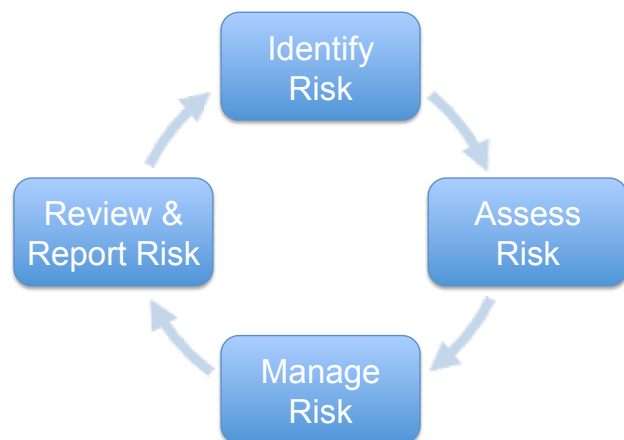 Identify
Risk
Assess
Risk
Manage
Risk
Review &
Report Risk